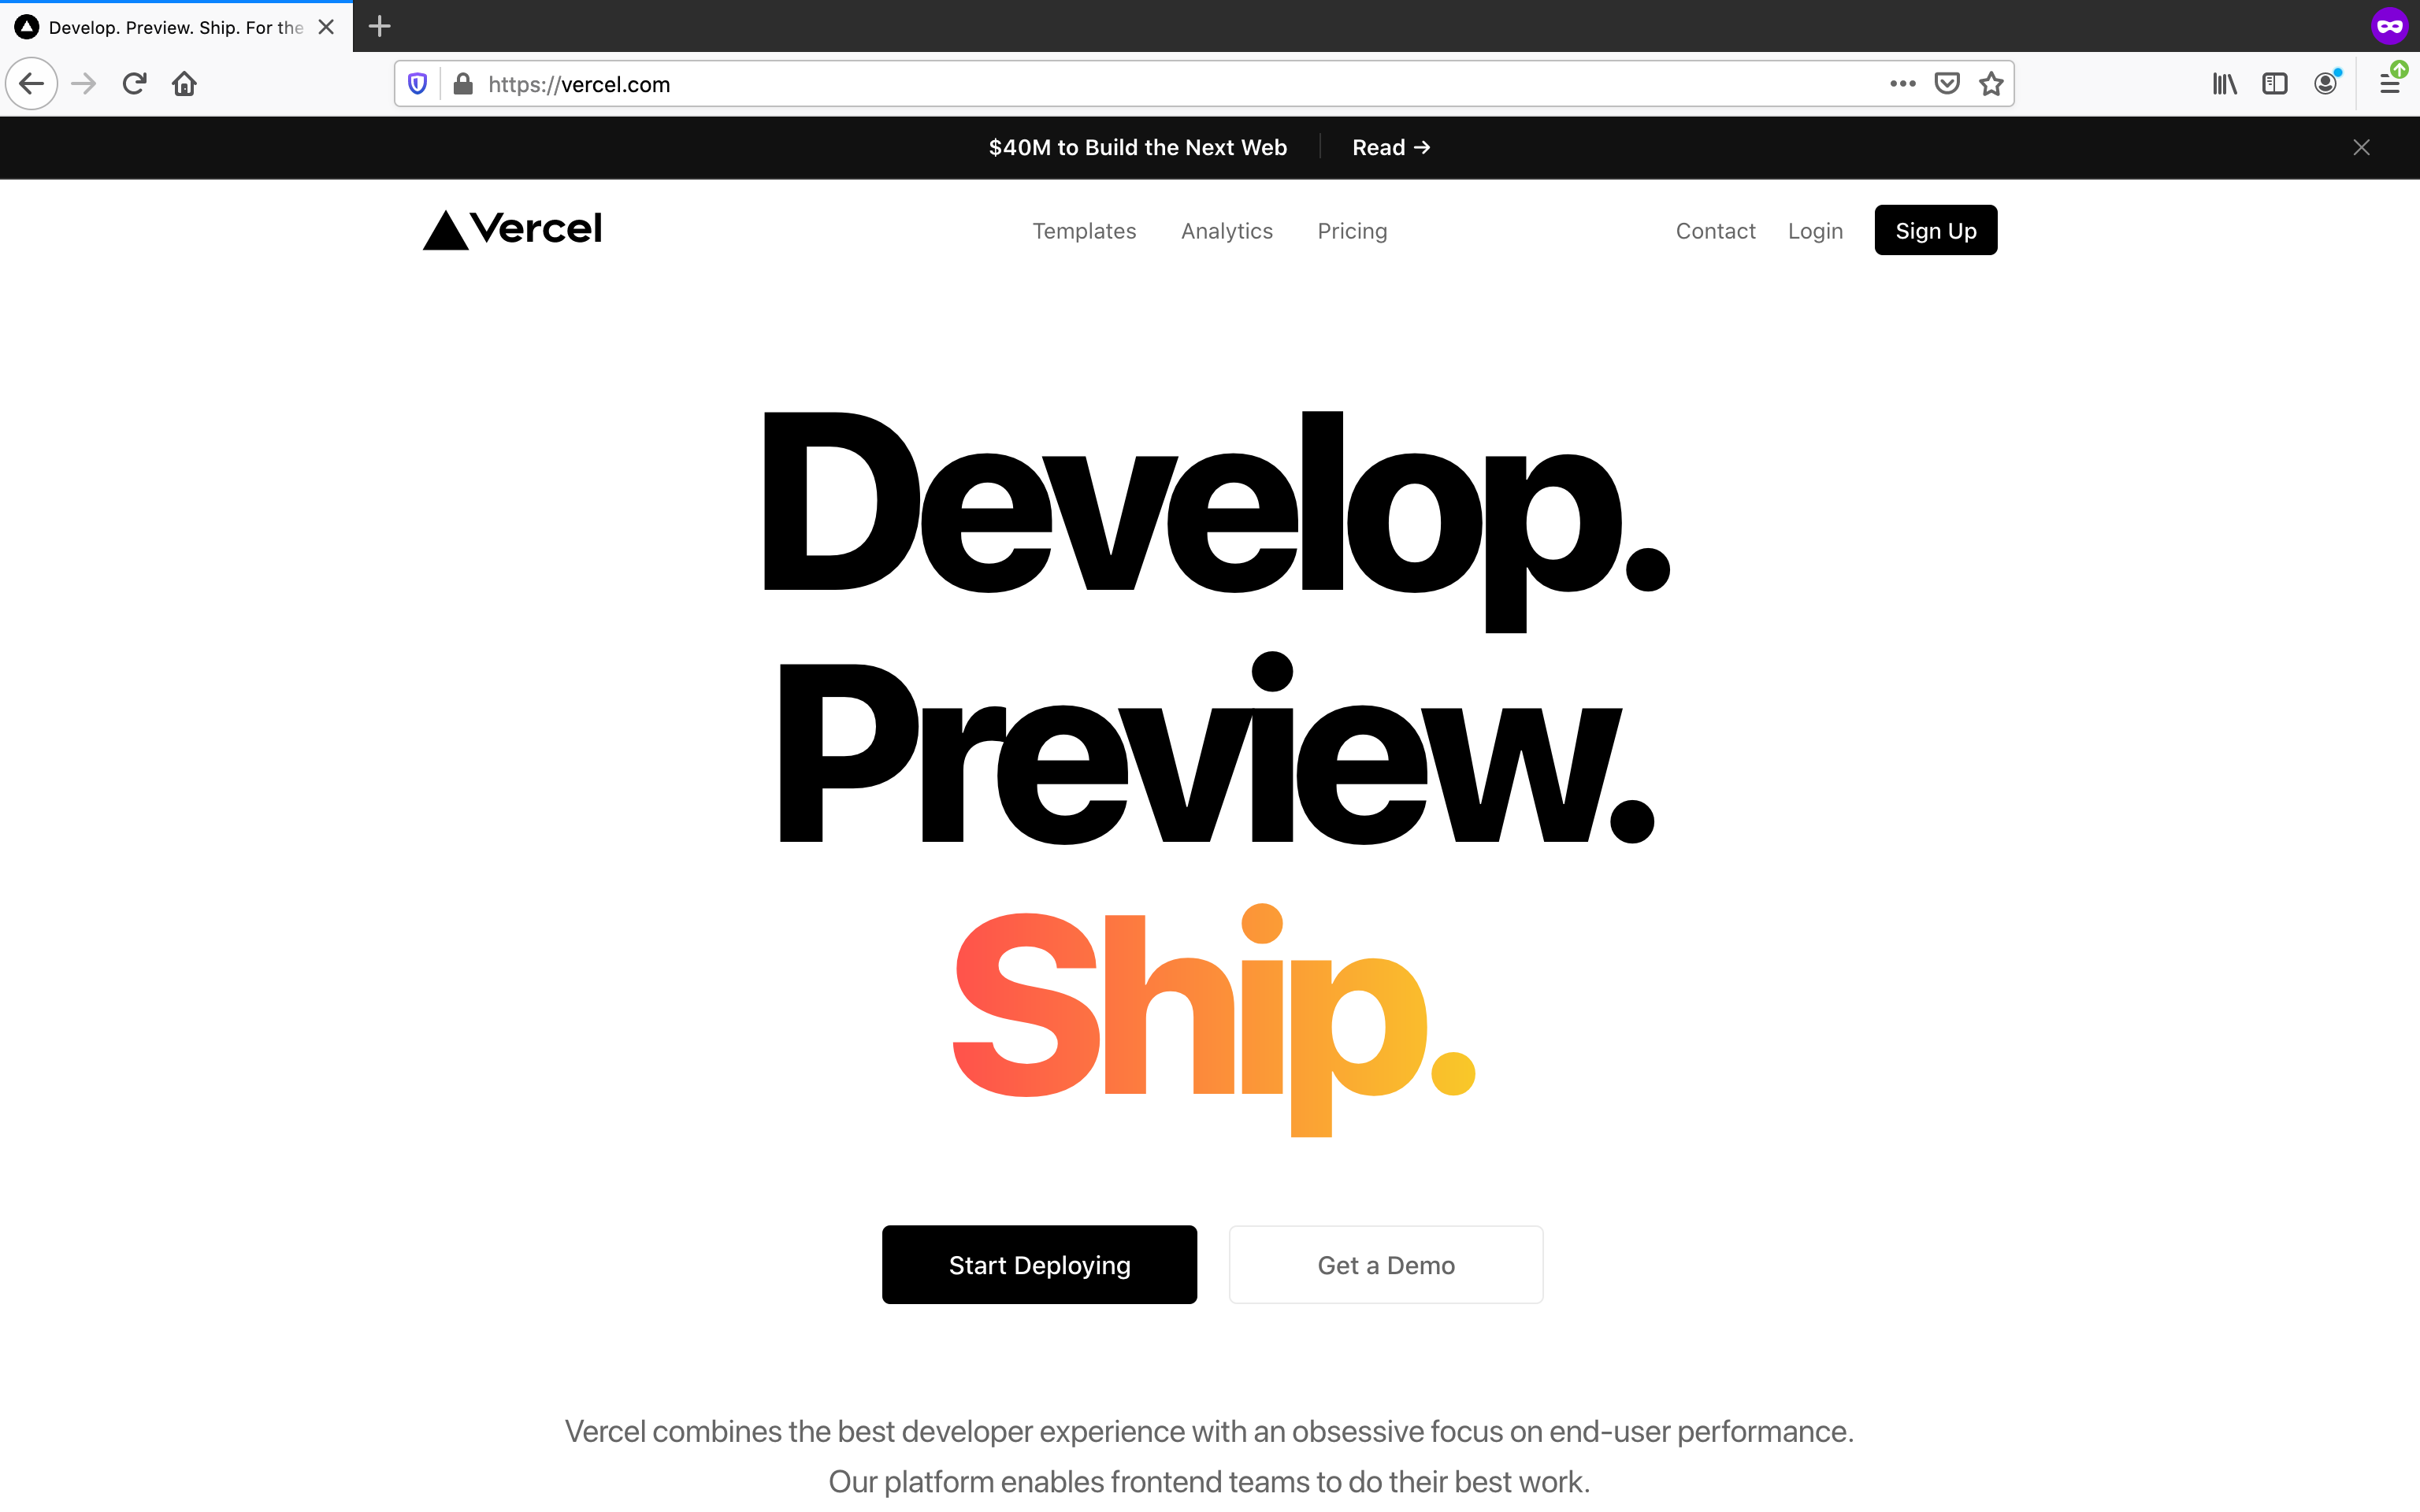 Develop. Preview. Ship. For the
https://vercel.com
$40M to Build the Next Web Read →
Vercel Templates Analytics Pricing Contact Login Sign Up
Develop.
Preview.
Ship.
Start Deploying Get a Demo
Vercel combines the best developer experience with an obsessive focus on end-user performance.
Our platform enables frontend teams to do their best work.